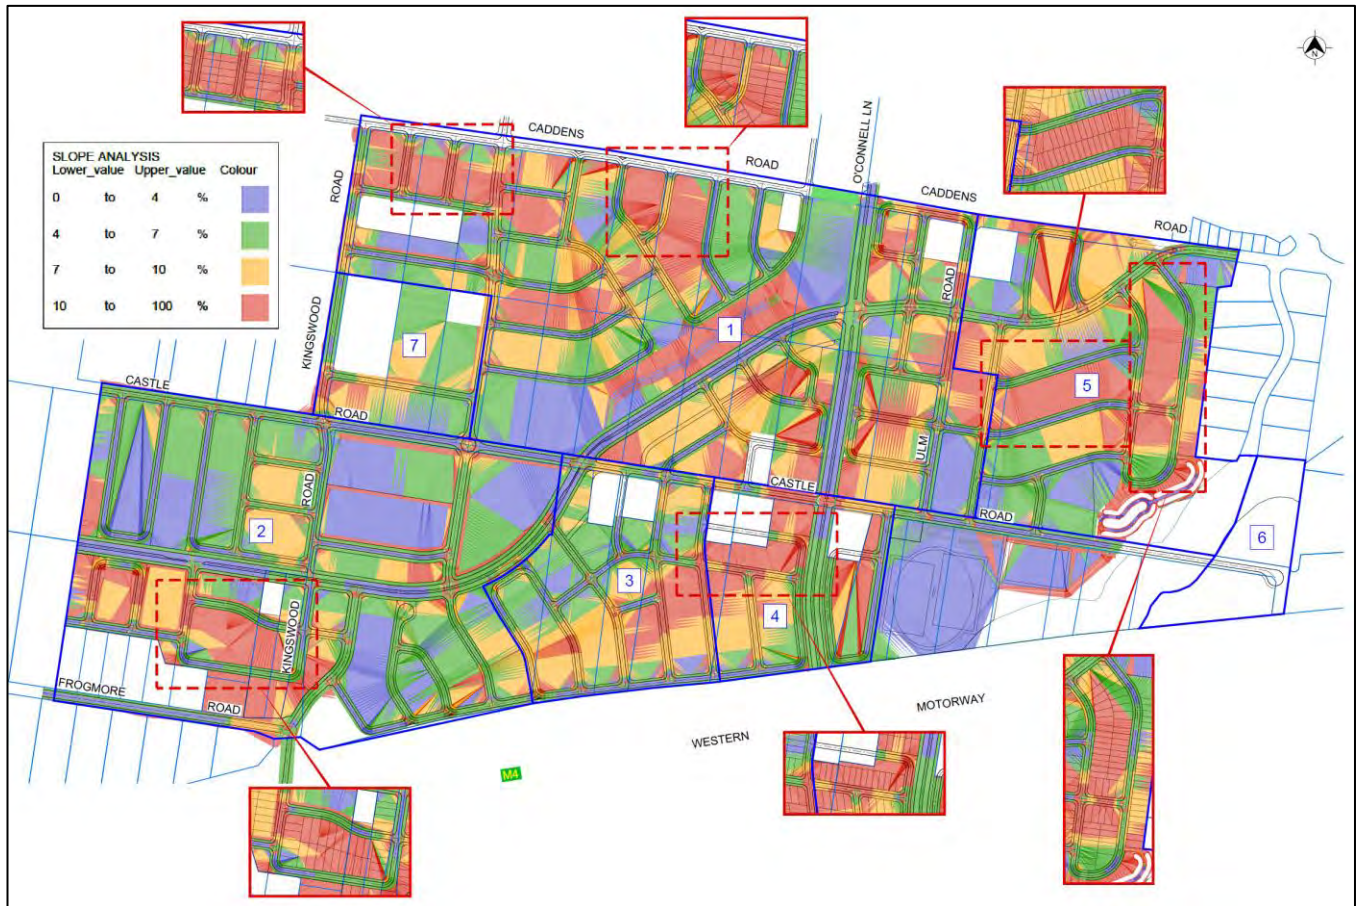 N
CADDENS
ROAD
O'CONNELL LN
CADDENS
ROAD
SLOPE ANALYSIS
Lower_value Upper_value Colour
0 to 4 %
4 to 7 %
7 to 10 %
10 to 100 %
ROAD
KINGSWOOD
ROAD
1
7
5
CASTLE
ROAD
ULM
ROAD
2
CASTLE
ROAD
6
3
4
KINGSWOOD
FROGMORE
ROAD
WESTERN
MOTORWAY
M4